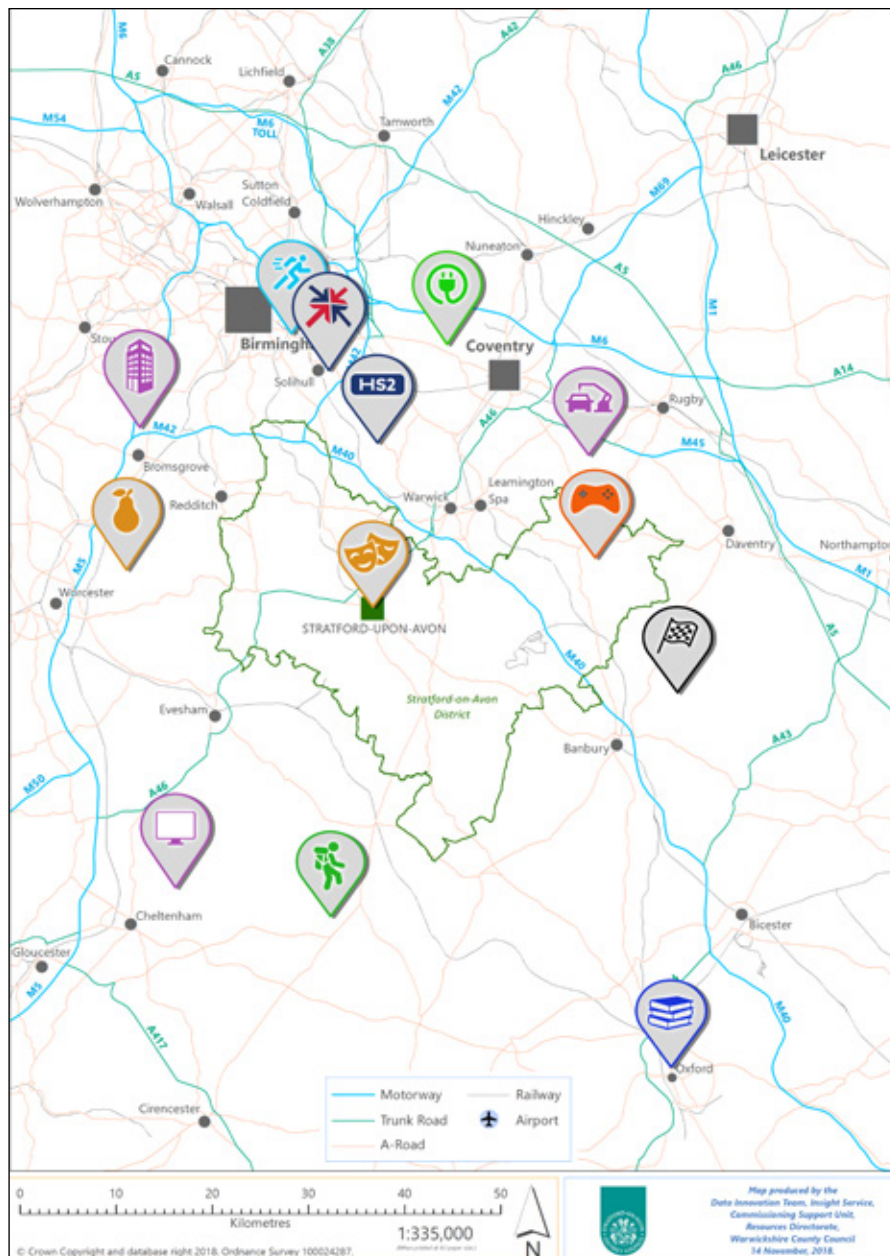 M6
Cannock
A5
Lichfield
A38
A42
A46
M54
M6
TOLL
M42
Tamworth
Leicester
M69
Wolverhampton
Walsall
Sutton
Coldfield
Hinckley
Nuneaton
A5
M1
Birmingh
Coventry
M6
A14
Solihull
HS2
Rugby
M42
A46
M45
M40
Bromsgrove
Redditch
Warwick
Leamington
Spa
Daventry
Northampton
M5
M1
Worcester
STRATFORD-UPON-AVON
A5
M40
Stratford-on-Avon
District
Evesham
Banbury
A43
M50
A46
Cheltenham
Bicester
Gloucester
M5
M40
A417
Oxford
Cirencester
Motorway
Railway
Trunk Road
Airport
A-Road
0 10 20 30 40 50
Kilometres
1:335,000
N
© Crown Copyright and database right 2018. Ordnance Survey 100024287.
Map produced by the
Data Innovation Team, Insight Service,
Commissioning Support Unit,
Resources Directorate,
Warwickshire County Council
14 November, 2018.